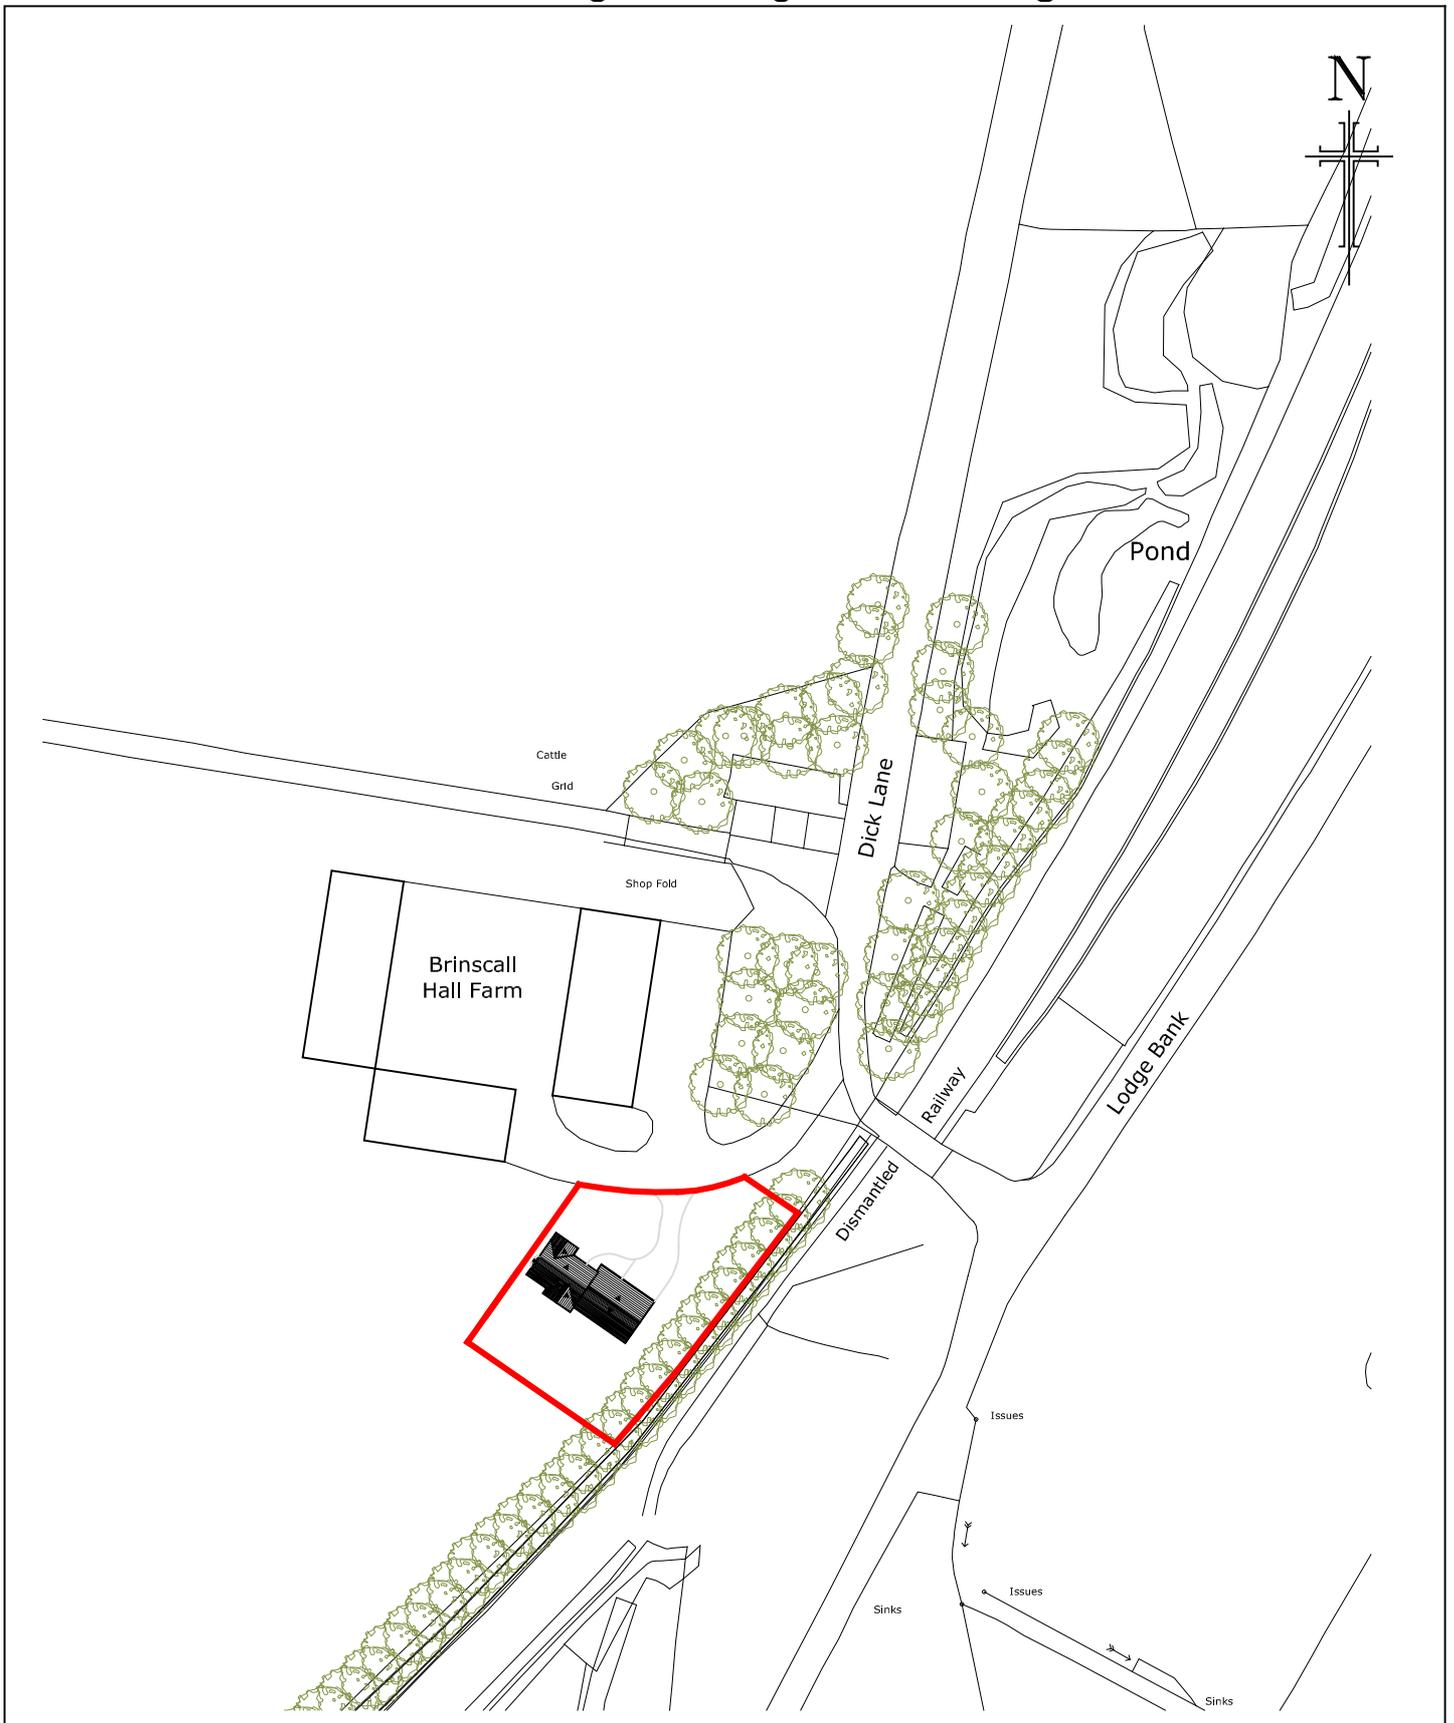 N
Pond
Cattle
Grid
Dick Lane
Shop Fold
Brinscall
Hall Farm
Railway
Lodge Bank
Dismantled
Issues
Issues
Sinks
Sinks